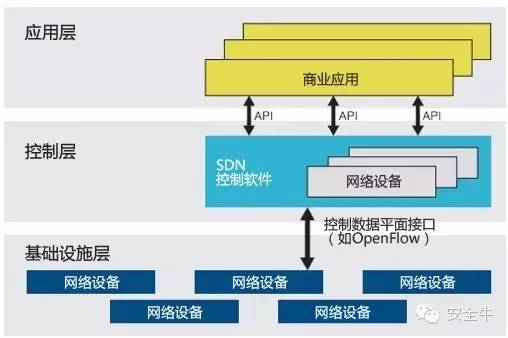 应用层
商业应用
API
API
API
控制层
SDN
控制软件
网络设备
控制数据平面接口
（如OpenFlow）
基础设施层
网络设备
网络设备
网络设备
网络设备
网络设备
安全牛